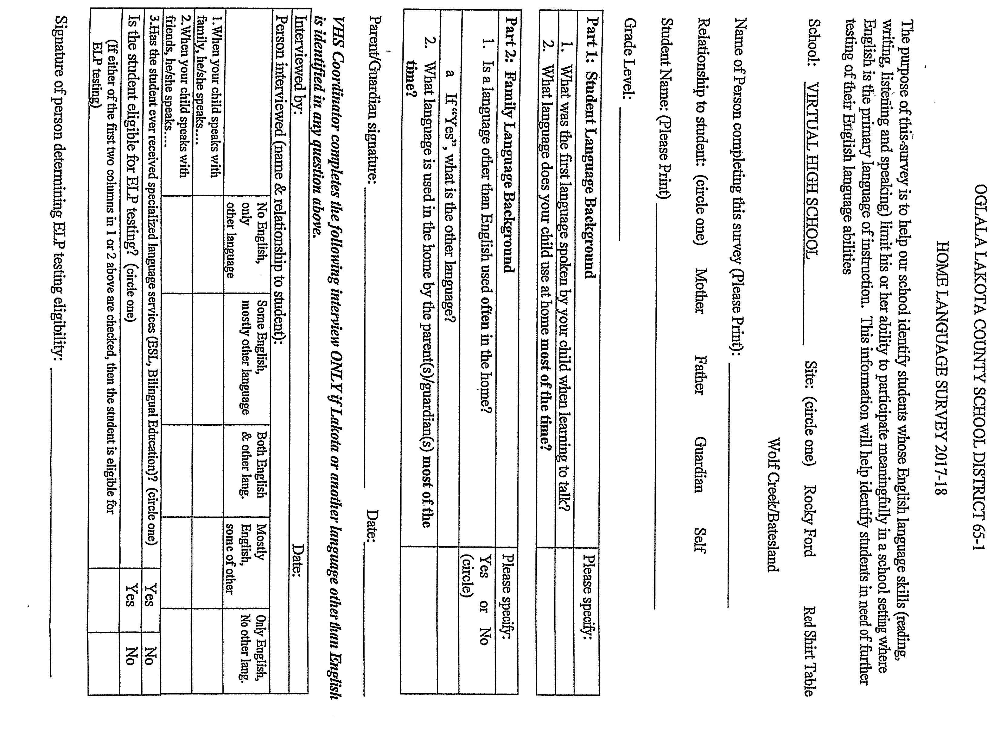 OGLALA LAKOTA COUNTY SCHOOL DISTRICT 65-1
HOME LANGUAGE SURVEY 2017-18
The purpose of this survey is to help our school identify students whose English language skills (reading,
writing, listening and speaking) limit his or her ability to participate meaningfully in a school setting where
English is the primary language of instruction. This information will help identify students in need of further
testing of their English language abilities
School: VIRTUAL HIGH SCHOOL Site: (circle one) Rocky Ford Red Shirt Table
Wolf Creek/Batesland
Name of Person completing this survey (Please Print):
Relationship to student: (circle one) Mother Father Guardian Self
Student Name: (Please Print)
Grade Level:
Part 1: Student Language Background Please specify:
1. What was the first language spoken by your child when learning to talk?
2. What language does your child use at home most of the time?
Part 2: Family Language Background Please specify:
1. Is a language other than English used often in the home? Yes or No
(circle)
a If "Yes", what is the other language?
2. What language is used in the home by the parent(s)/guardian(s) most of the
time?
Parent/Guardian signature: Date:
VHS Coordinator completes the following interview ONLY if Lakota or another language other than English
is identified in any question above.
Interviewed by: Date:
Person interviewed (name & relationship to student):
No English, Some English, Both English Mostly Only English,
only mostly other language & other lang. English, No other lang.
other language some of other
1. When your child speaks with
family, he/she speaks....
2. When your child speaks with
friends, he/she speaks....
3.Has the student ever received specialized language services (ESL, Bilingual Education)? (circle one) Yes No
Is the student eligible for ELP testing? (circle one) Yes No
(If either of the first two columns in 1 or 2 above are checked, then the student is eligible for
ELP testing)
Signature of person determining ELP testing eligibility: